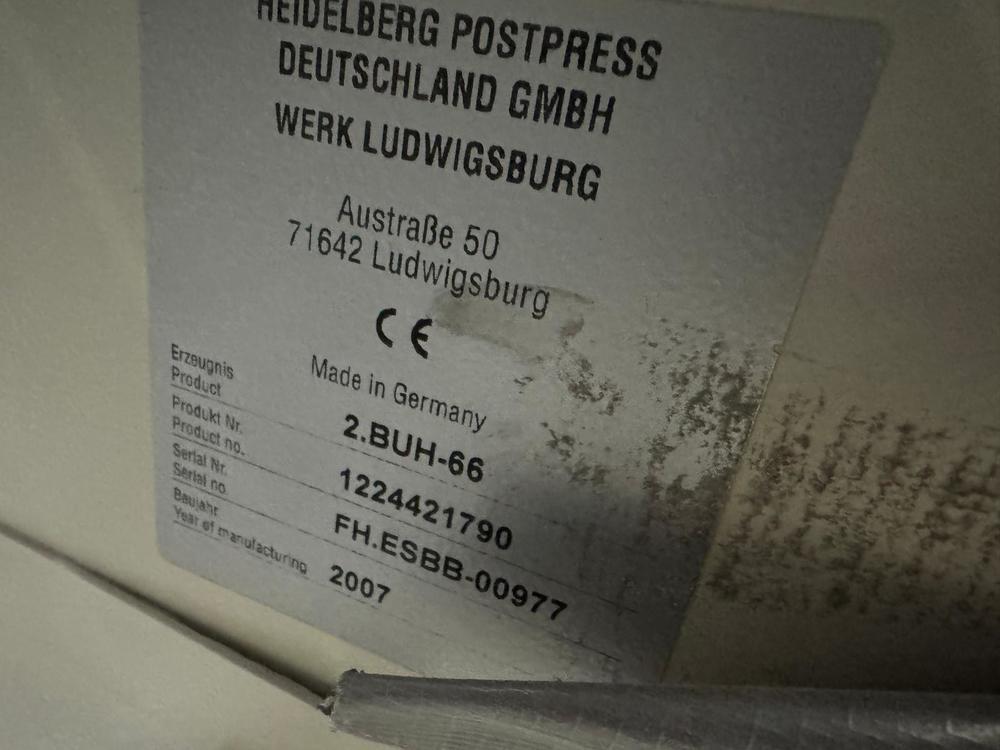 HEIDELBERG POSTPRESS
DEUTSCHLAND GMBH
WERK LUDWIGSBURG
Austraße 50
71642 Ludwigsburg
CE
Made in Germany
Erzeugnis
Product 2.BUH-66
Produkt Nr.
Product no. 1224421790
Serial Nr.
Serial no. FH.ESBB-00977
Baujahr
Year of manufacturing 2007